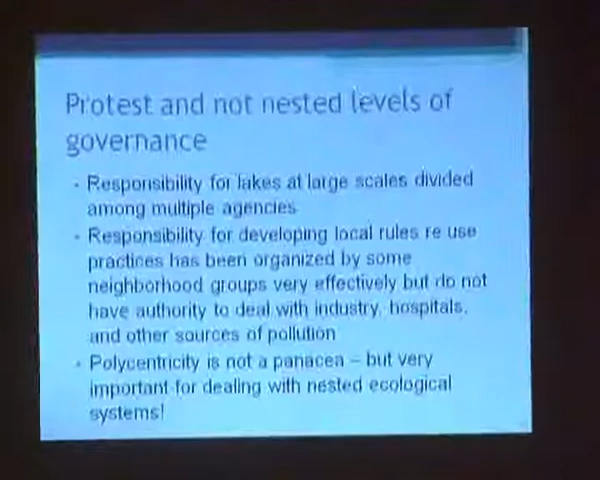 Protest and not nested levels of
governance
- Responsibility for lakes at large scales divided
among multiple agencies
- Responsibility for developing local rules re use
practices has been organized by some
neighborhood groups very effectively but do not
have authority to deal with industry, hospitals,
and other sources of pollution
- Polycentricity is not a panacea – but very
important for dealing with nested ecological
systems!